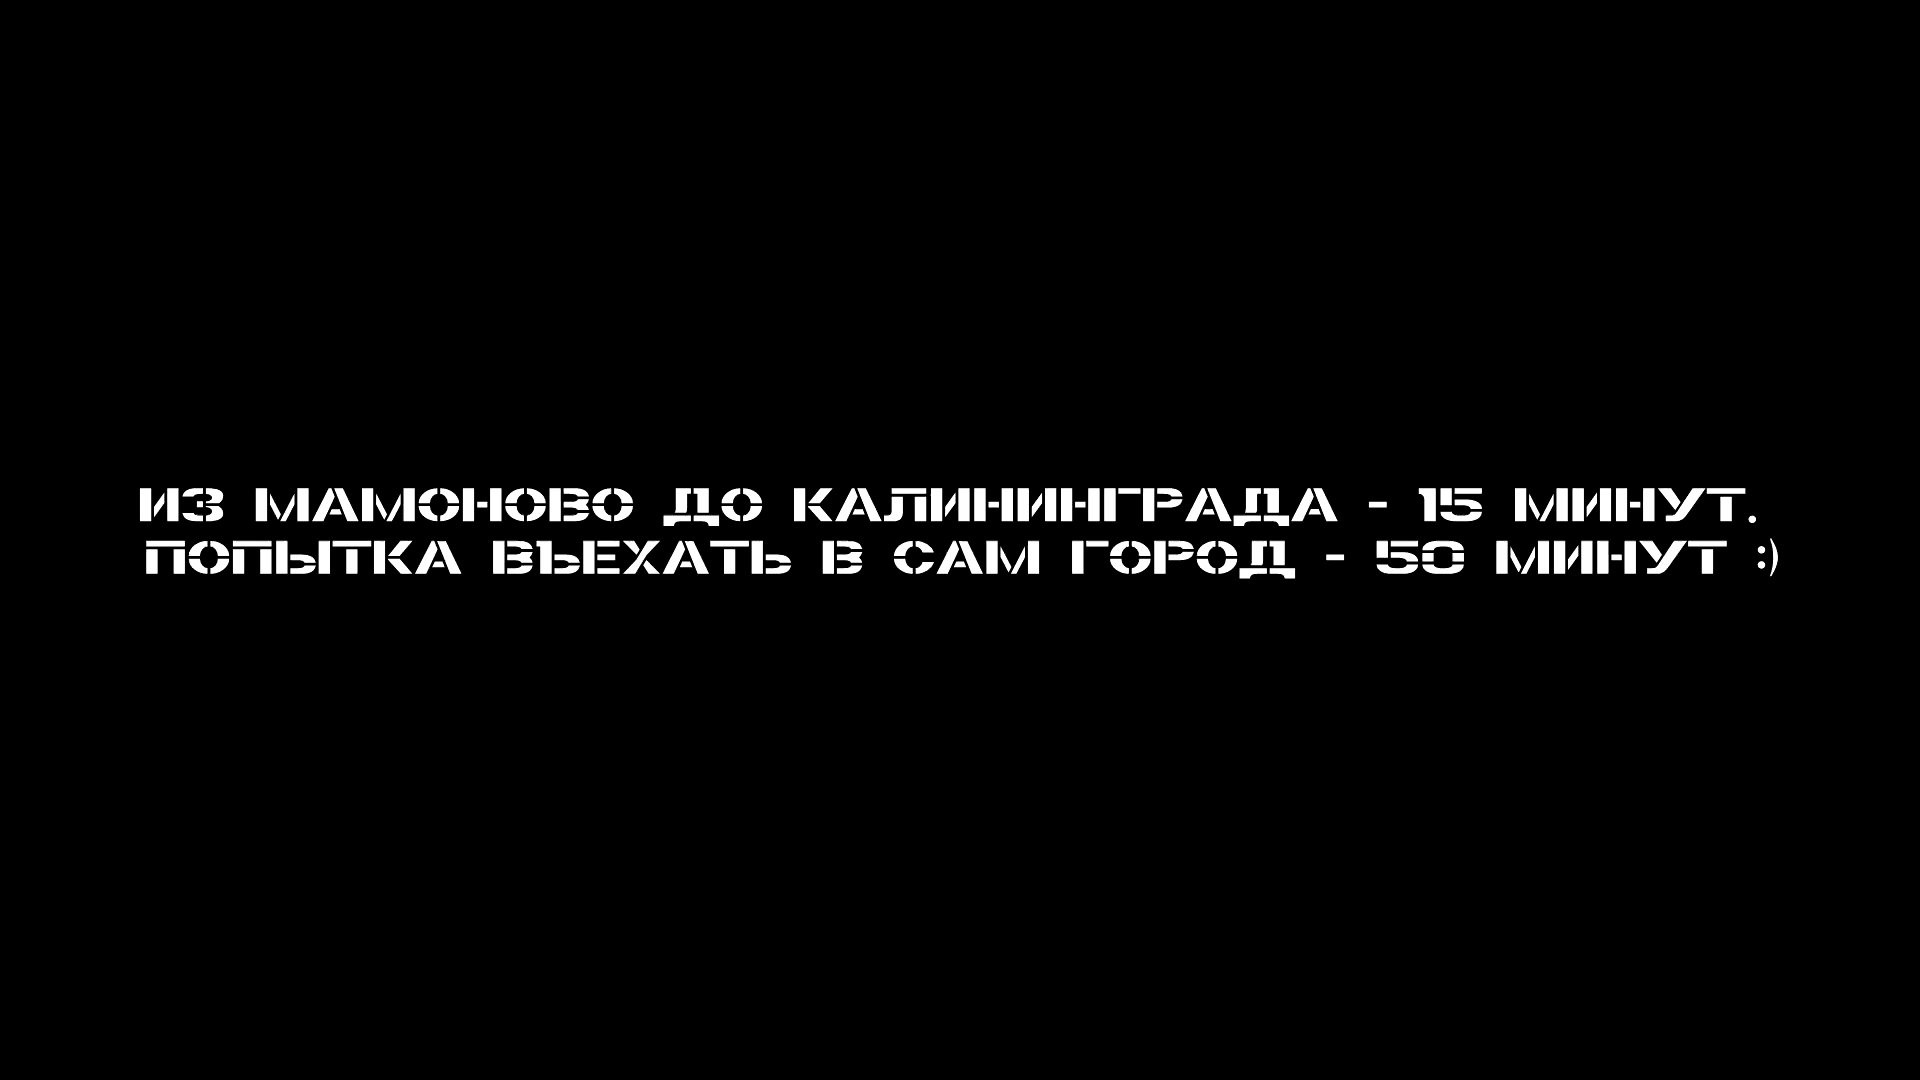 ИЗ МАМОНОВО ДО КАЛИНИНГРАДА - 15 МИНУТ.
ПОПЫТКА ВЪЕХАТЬ В САМ ГОРОД - 50 МИНУТ :)